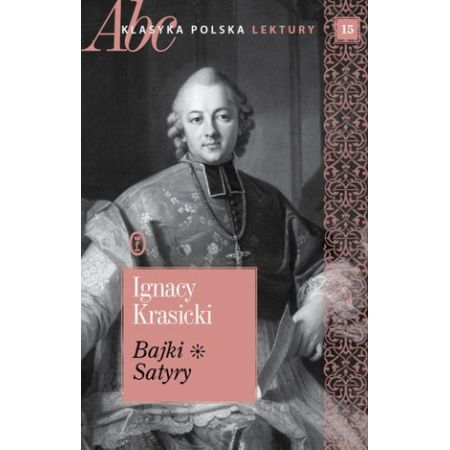 Abc KLASYKA POLSKA LEKTURY 15
Ignacy
Krasicki
Bajki ☼
Satyry